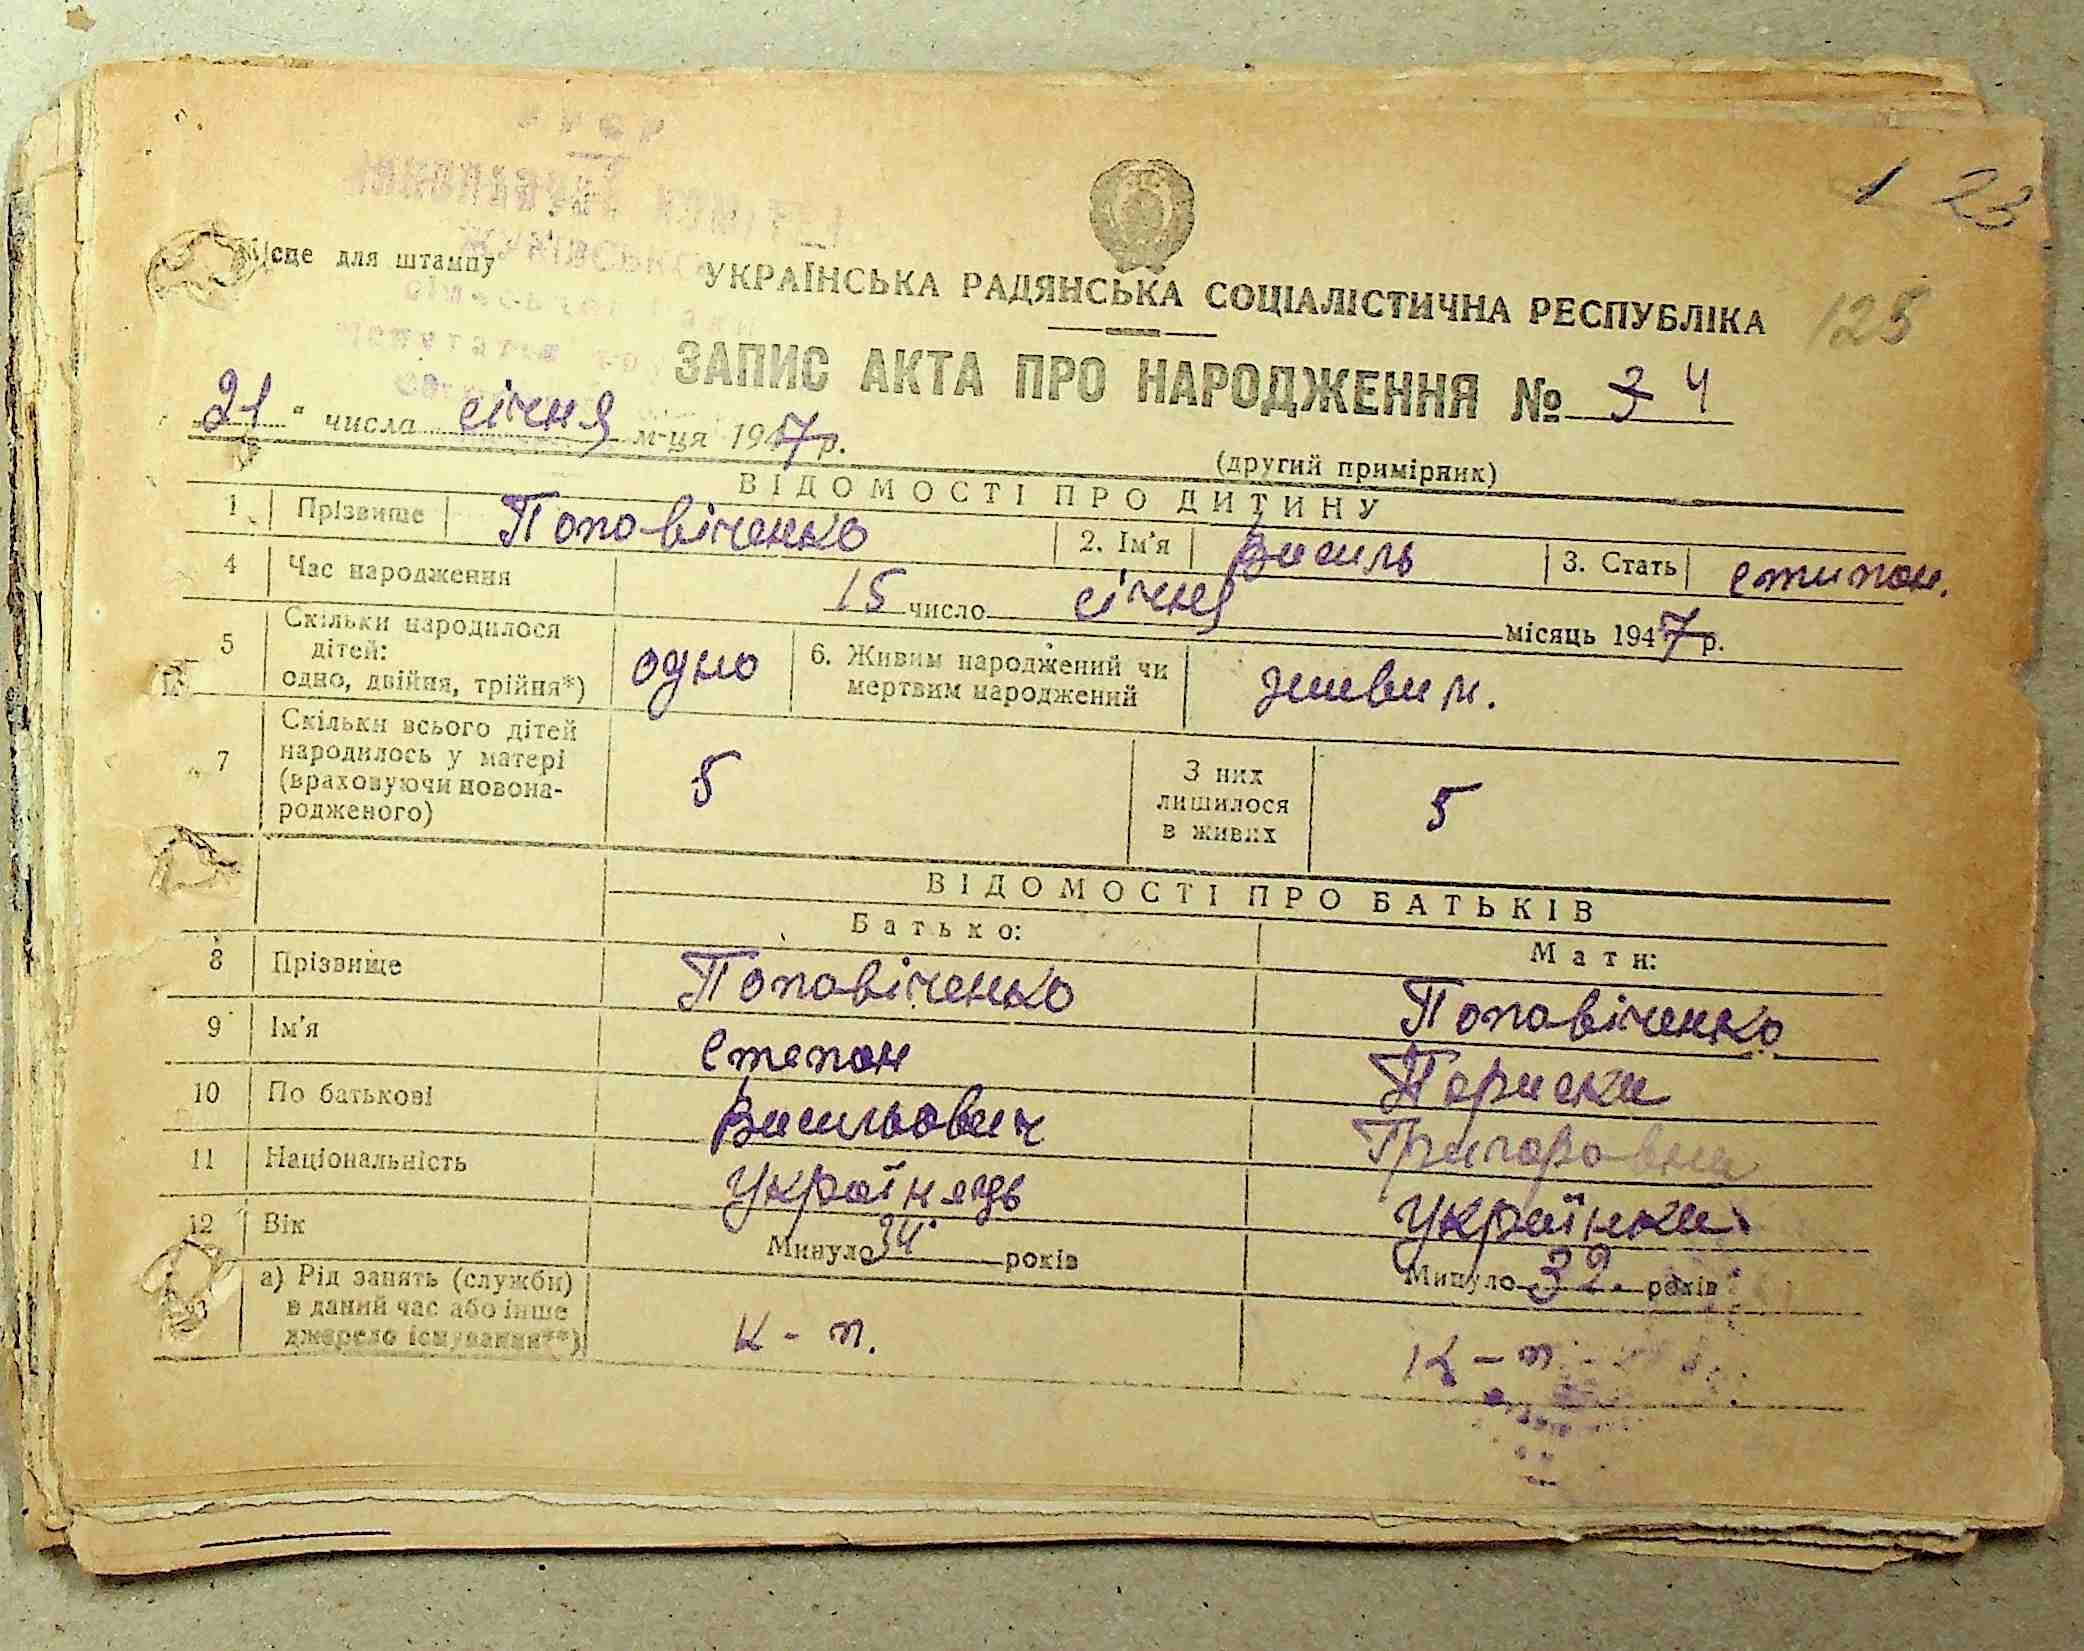 1 23
Місце для штампу
УКРАЇНСЬКА РАДЯНСЬКА СОЦІАЛІСТИЧНА РЕСПУБЛІКА
125
ЗАПИС АКТА ПРО НАРОДЖЕННЯ № 4
21 " числа січня м-ця 1947 р.
(другий примірник)
ВІДОМОСТІ ПРО ДИТИНУ
1 Прізвище Поповіченко 2. Ім'я Василь 3. Стать
4 Час народження 15 число січня місяць 1947 р.
5 Скільки народилося дітей: одно, двійня, трійня*) одно 6. Живим народжений чи мертвим народжений живим.
7 Скільки всього дітей народилось у матері (враховуючи новонародженого) 5 З них лишилося в живих 5
ВІДОМОСТІ ПРО БАТЬКІВ
Батько: Мати:
8 Прізвище Поповіченко Поповіченко
9 Ім'я Степан
10 По батькові Васильович Григоровна
11 Національність Українець Українка
12 Вік Минуло 34 років Минуло 32 років
а) Рід занять (служби) в даний час або інше джерело існування**) к-п. к-п